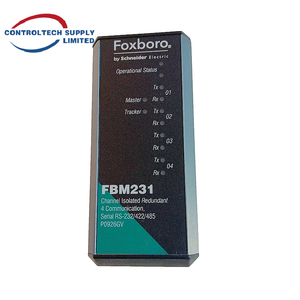 CONTROLTECH SUPPLY
LIMITED
Foxboro®
by Schneider Electric
Operational Status
Tx
01
Master
Rx
Tx
Tracker
02
Rx
Tx
03
Rx
Tx
04
Rx
FBM231
Channel Isolated Redundant
4 Communication,
Serial RS-232/422/485
P0926GV